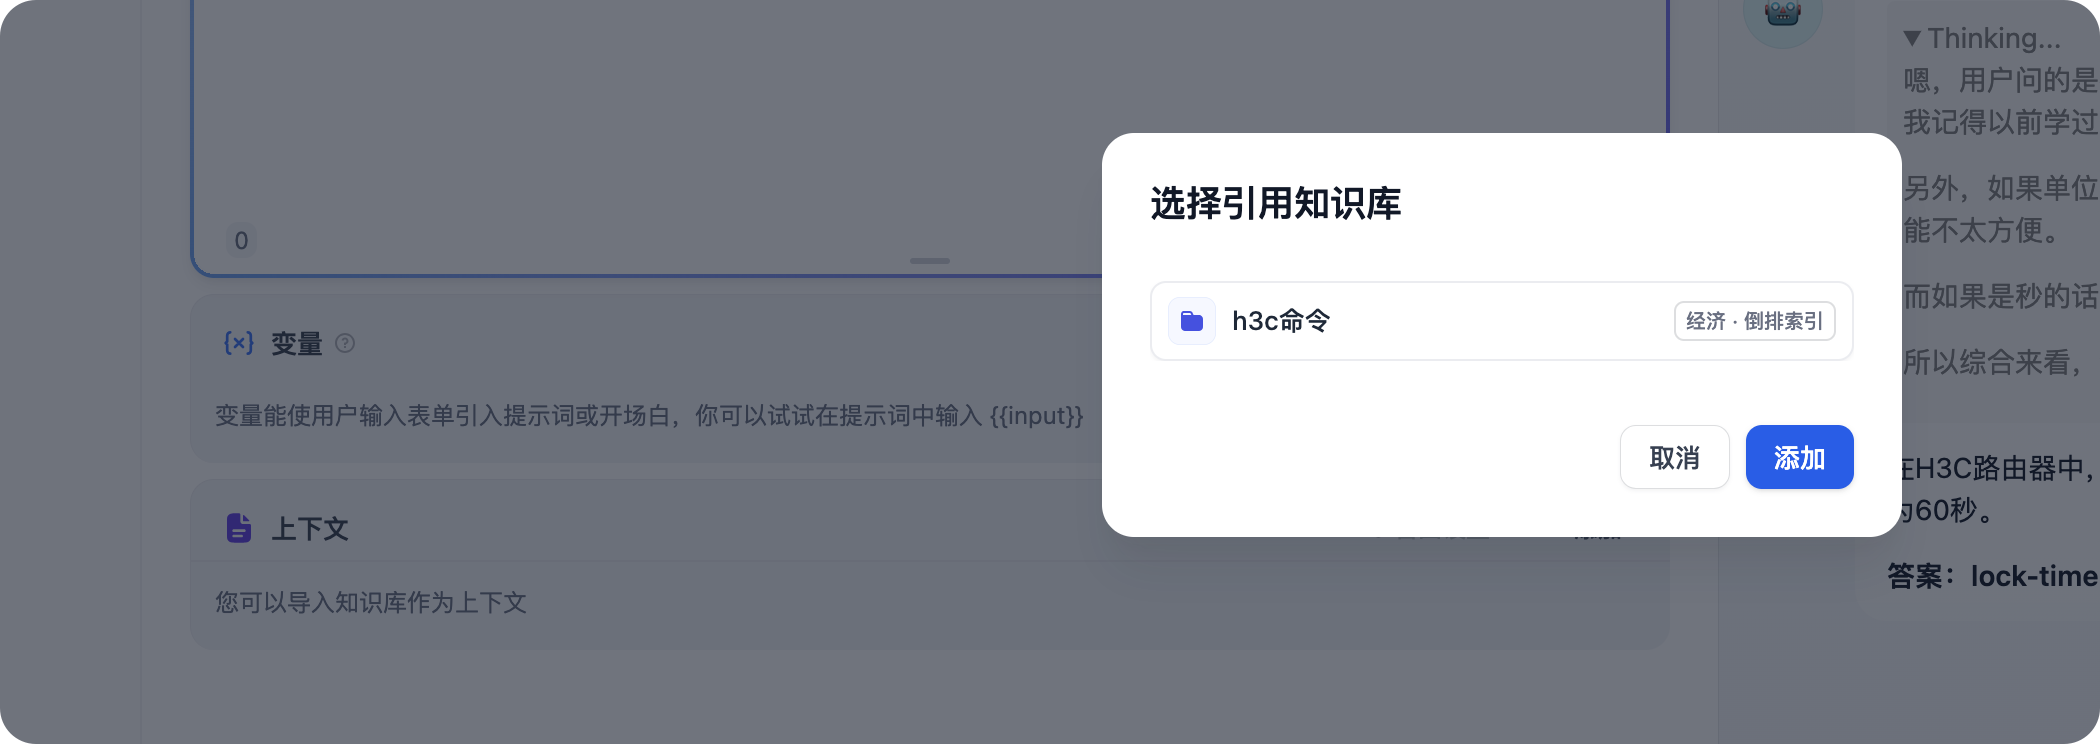 0
变量
变量能使用户输入表单引入提示词或开场白，你可以试试在提示词中输入 {{input}}
上下文
您可以导入知识库作为上下文
选择引用知识库
h3c命令
经济 · 倒排索引
取消
添加
Thinking...
嗯，用户问的是
我记得以前学过
另外，如果单位
能不太方便。
而如果是秒的话
所以综合来看，
在H3C路由器中，
为60秒。
答案：lock-time